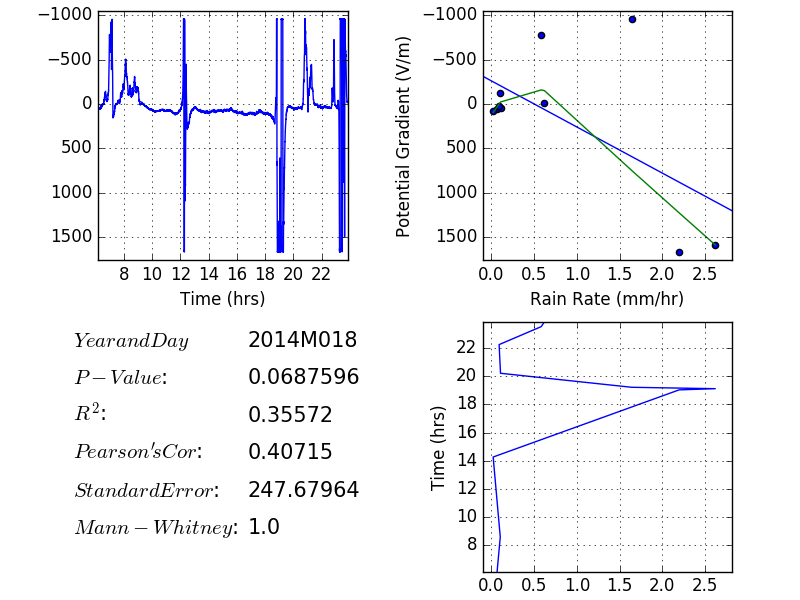 −1000
−500
0
500
1000
1500
8 10 12 14 16 18 20 22
Time (hrs)
Potential Gradient (V/m)
−1000
−500
0
500
1000
1500
0.0 0.5 1.0 1.5 2.0 2.5
Rain Rate (mm/hr)
YearandDay 2014M018
P − Value: 0.0687596
R²: 0.35572
Pearson'sCor: 0.40715
StandardError: 247.67964
Mann − Whitney: 1.0
Time (hrs)
22
20
18
16
14
12
10
8
0.0 0.5 1.0 1.5 2.0 2.5